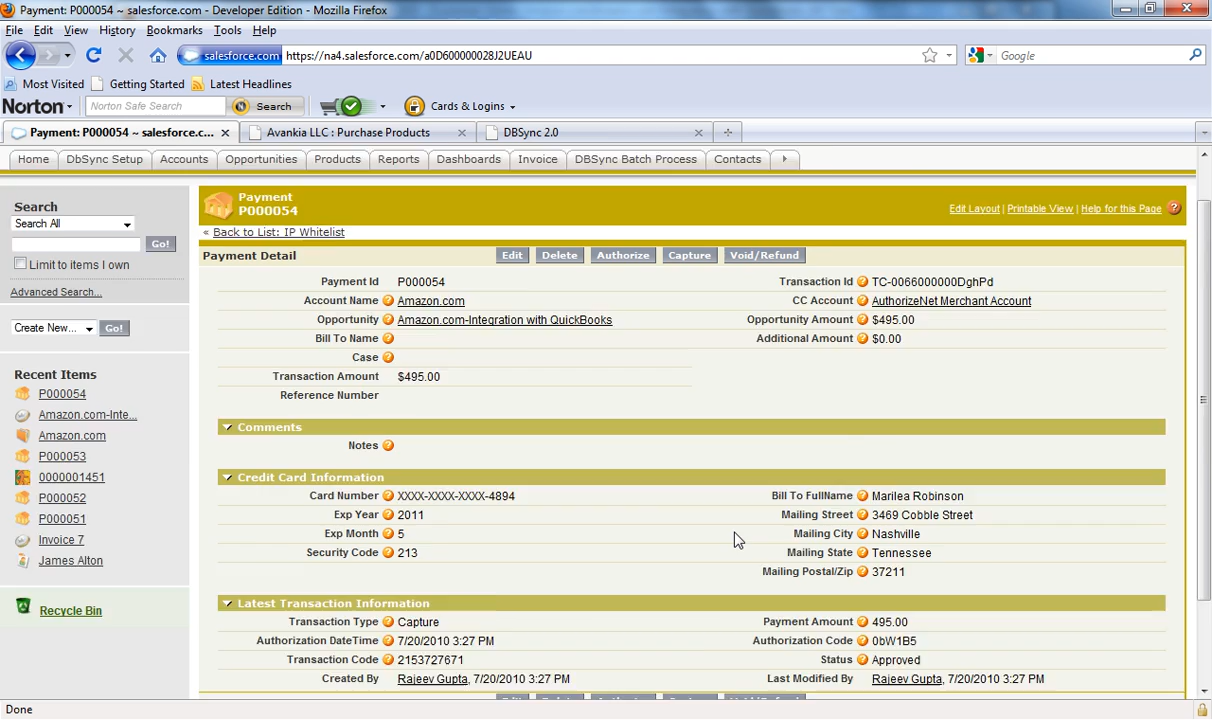 Payment: P000054 ~ salesforce.com - Developer Edition - Mozilla Firefox
File Edit View History Bookmarks Tools Help
salesforce.com https://na4.salesforce.com/a0D600000028J2UEAU Google
Most Visited Getting Started Latest Headlines
Norton Norton Safe Search Search Cards & Logins
Payment: P000054 ~ salesforce.c... Avankia LLC : Purchase Products DBSync 2.0
Home DbSync Setup Accounts Opportunities Products Reports Dashboards Invoice DBSync Batch Process Contacts
Search
Search All
Go!
Limit to items I own
Advanced Search...
Create New... Go!
Recent Items
P000054
Amazon.com-Inte...
Amazon.com
P000053
0000001451
P000052
P000051
Invoice 7
James Alton
Recycle Bin
Payment
P000054
Edit Layout | Printable View | Help for this Page
« Back to List: IP Whitelist
Payment Detail Edit Delete Authorize Capture Void/Refund
Payment Id P000054 Transaction Id TC-0066000000DghPd
Account Name Amazon.com CC Account AuthorizeNet Merchant Account
Opportunity Amazon.com-Integration with QuickBooks Opportunity Amount $495.00
Bill To Name Additional Amount $0.00
Case
Transaction Amount $495.00
Reference Number
Comments
Notes
Credit Card Information
Card Number XXXX-XXXX-XXXX-4894 Bill To FullName Marilea Robinson
Exp Year 2011 Mailing Street 3469 Cobble Street
Exp Month 5 Mailing City Nashville
Security Code 213 Mailing State Tennessee
Mailing Postal/Zip 37211
Latest Transaction Information
Transaction Type Capture Payment Amount 495.00
Authorization DateTime 7/20/2010 3:27 PM Authorization Code 0bW1B5
Transaction Code 2153727671 Status Approved
Created By Rajeev Gupta, 7/20/2010 3:27 PM Last Modified By Rajeev Gupta, 7/20/2010 3:27 PM
Done